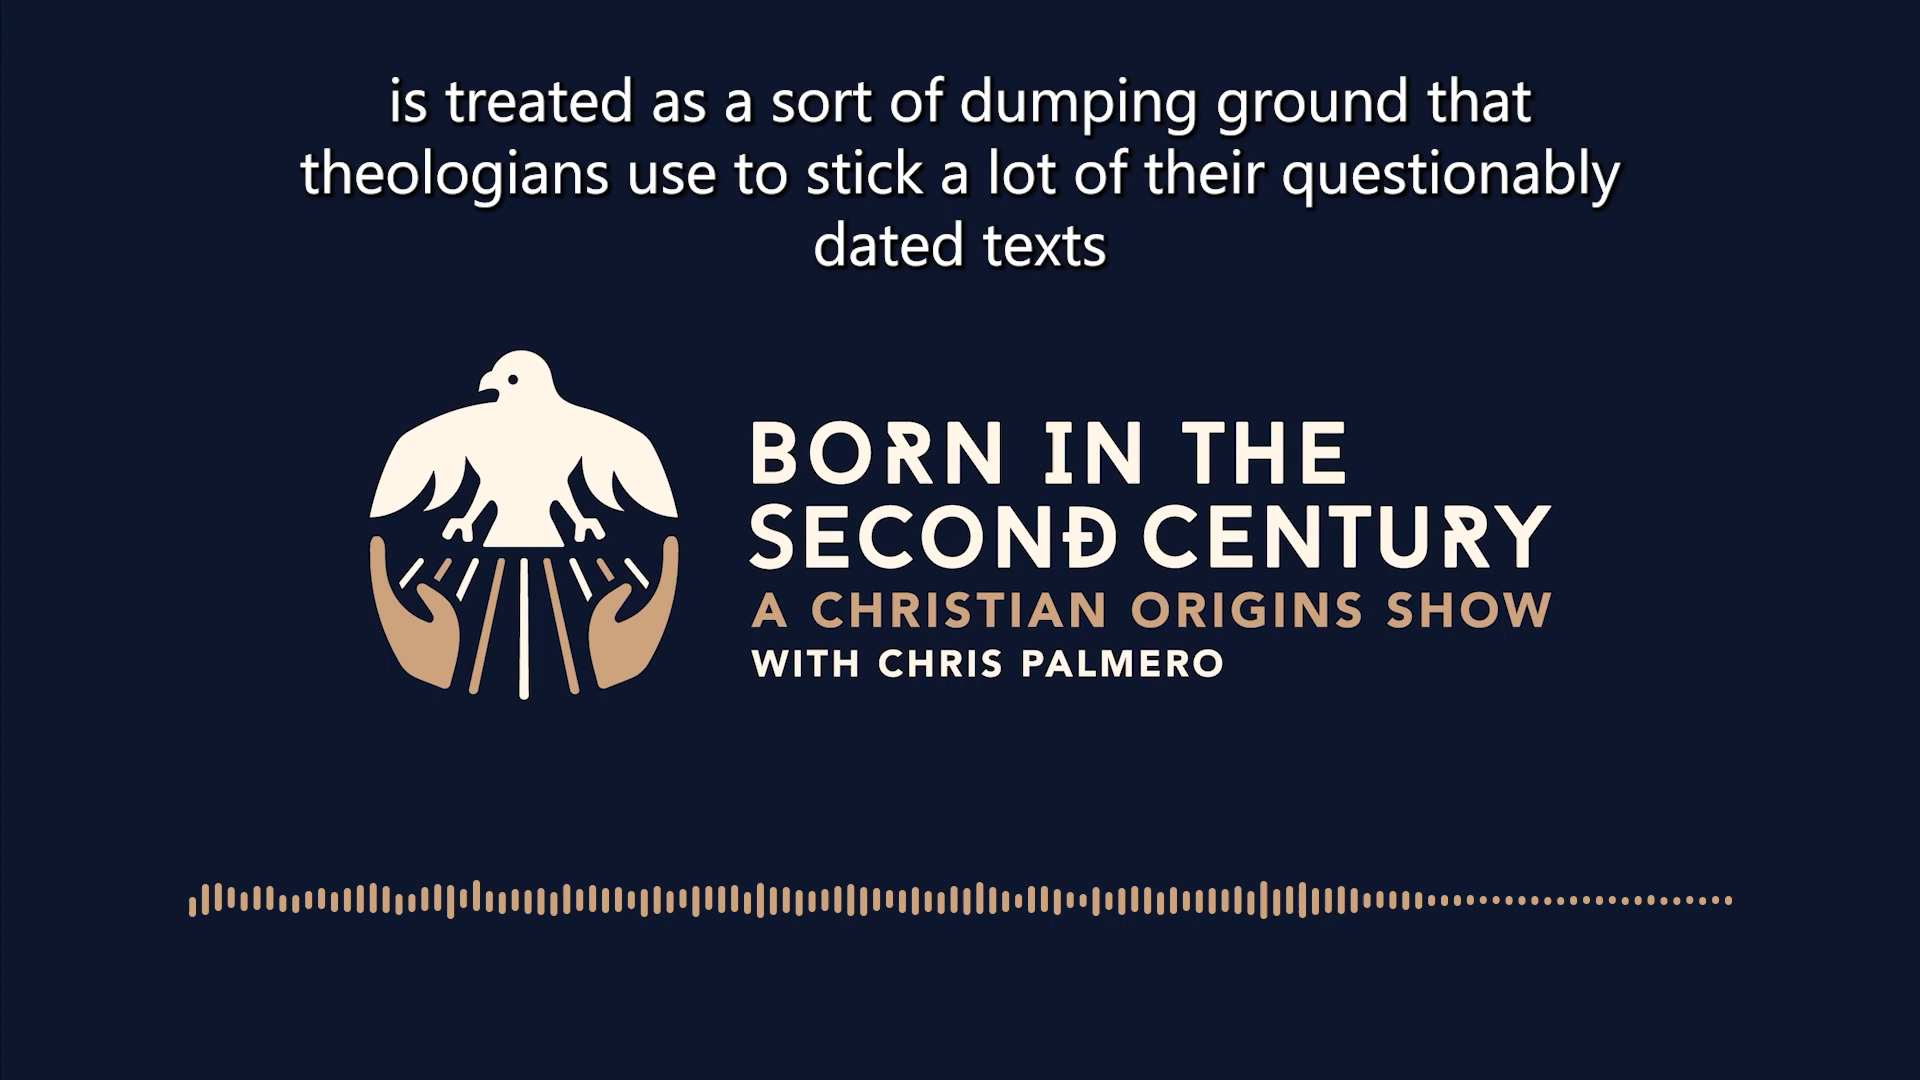 is treated as a sort of dumping ground that
theologians use to stick a lot of their questionably
dated texts
BORN IN THE
SECOND CENTURY
A CHRISTIAN ORIGINS SHOW
WITH CHRIS PALMERO